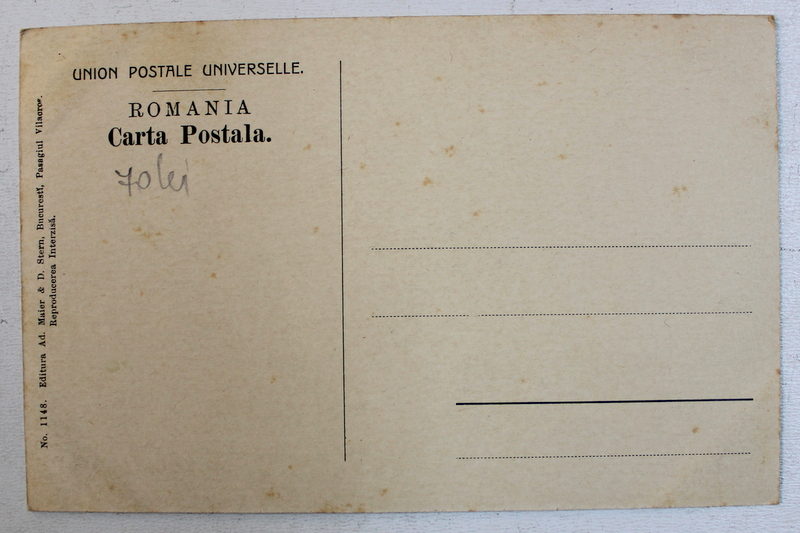 UNION POSTALE UNIVERSELLE.
ROMANIA
Carta Postala.
70 lei
No. 1148. Editura Ad. Maier & D. Stern, Bucuresti, Pasagiul Vilacros.
Reproducerea Interzisă.